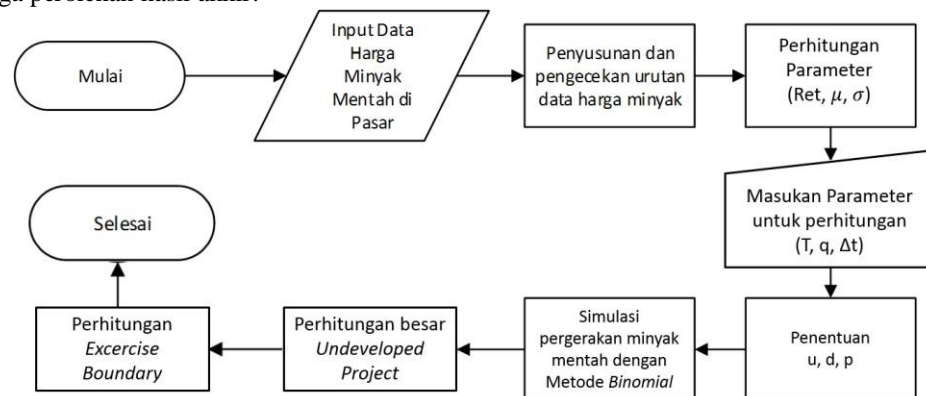 Mulai
Input Data
Harga
Minyak
Mentah di
Pasar
Penyusunan dan
pengecekan urutan
data harga minyak
Perhitungan
Parameter
(Ret, μ, σ)
Masukan Parameter
untuk perhitungan
(T, q, Δt)
Penentuan
u, d, p
Simulasi
pergerakan minyak
mentah dengan
Metode Binomial
Perhitungan besar
Undeveloped
Project
Perhitungan
Excercise
Boundary
Selesai